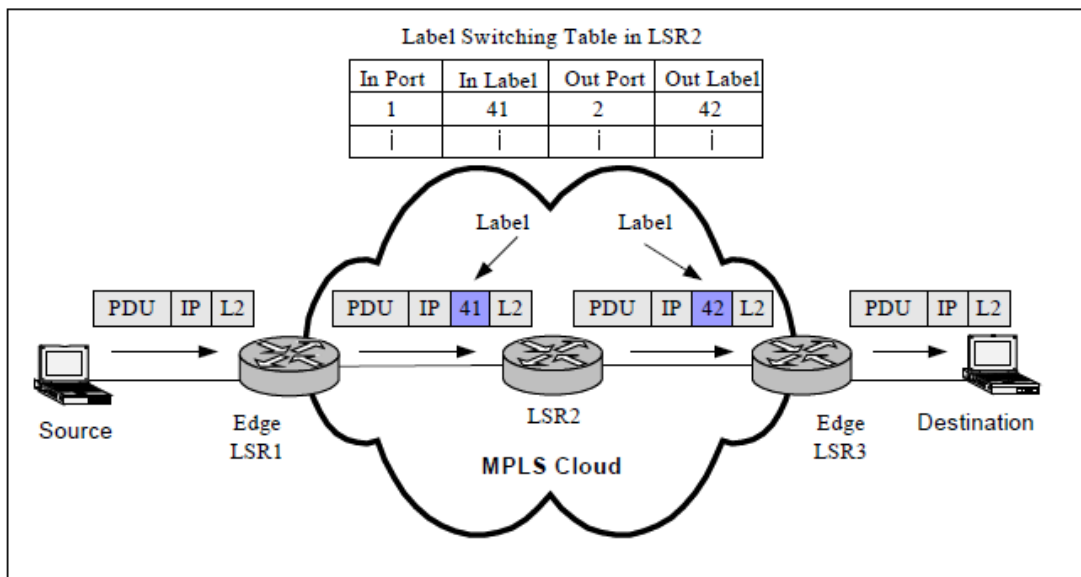 Label Switching Table in LSR2
In Port In Label Out Port Out Label
1 41 2 42
¡ ¡ ¡ ¡
Label Label
PDU IP L2 PDU IP 41 L2 PDU IP 42 L2 PDU IP L2
Source Edge LSR1 LSR2 Edge LSR3 Destination
MPLS Cloud